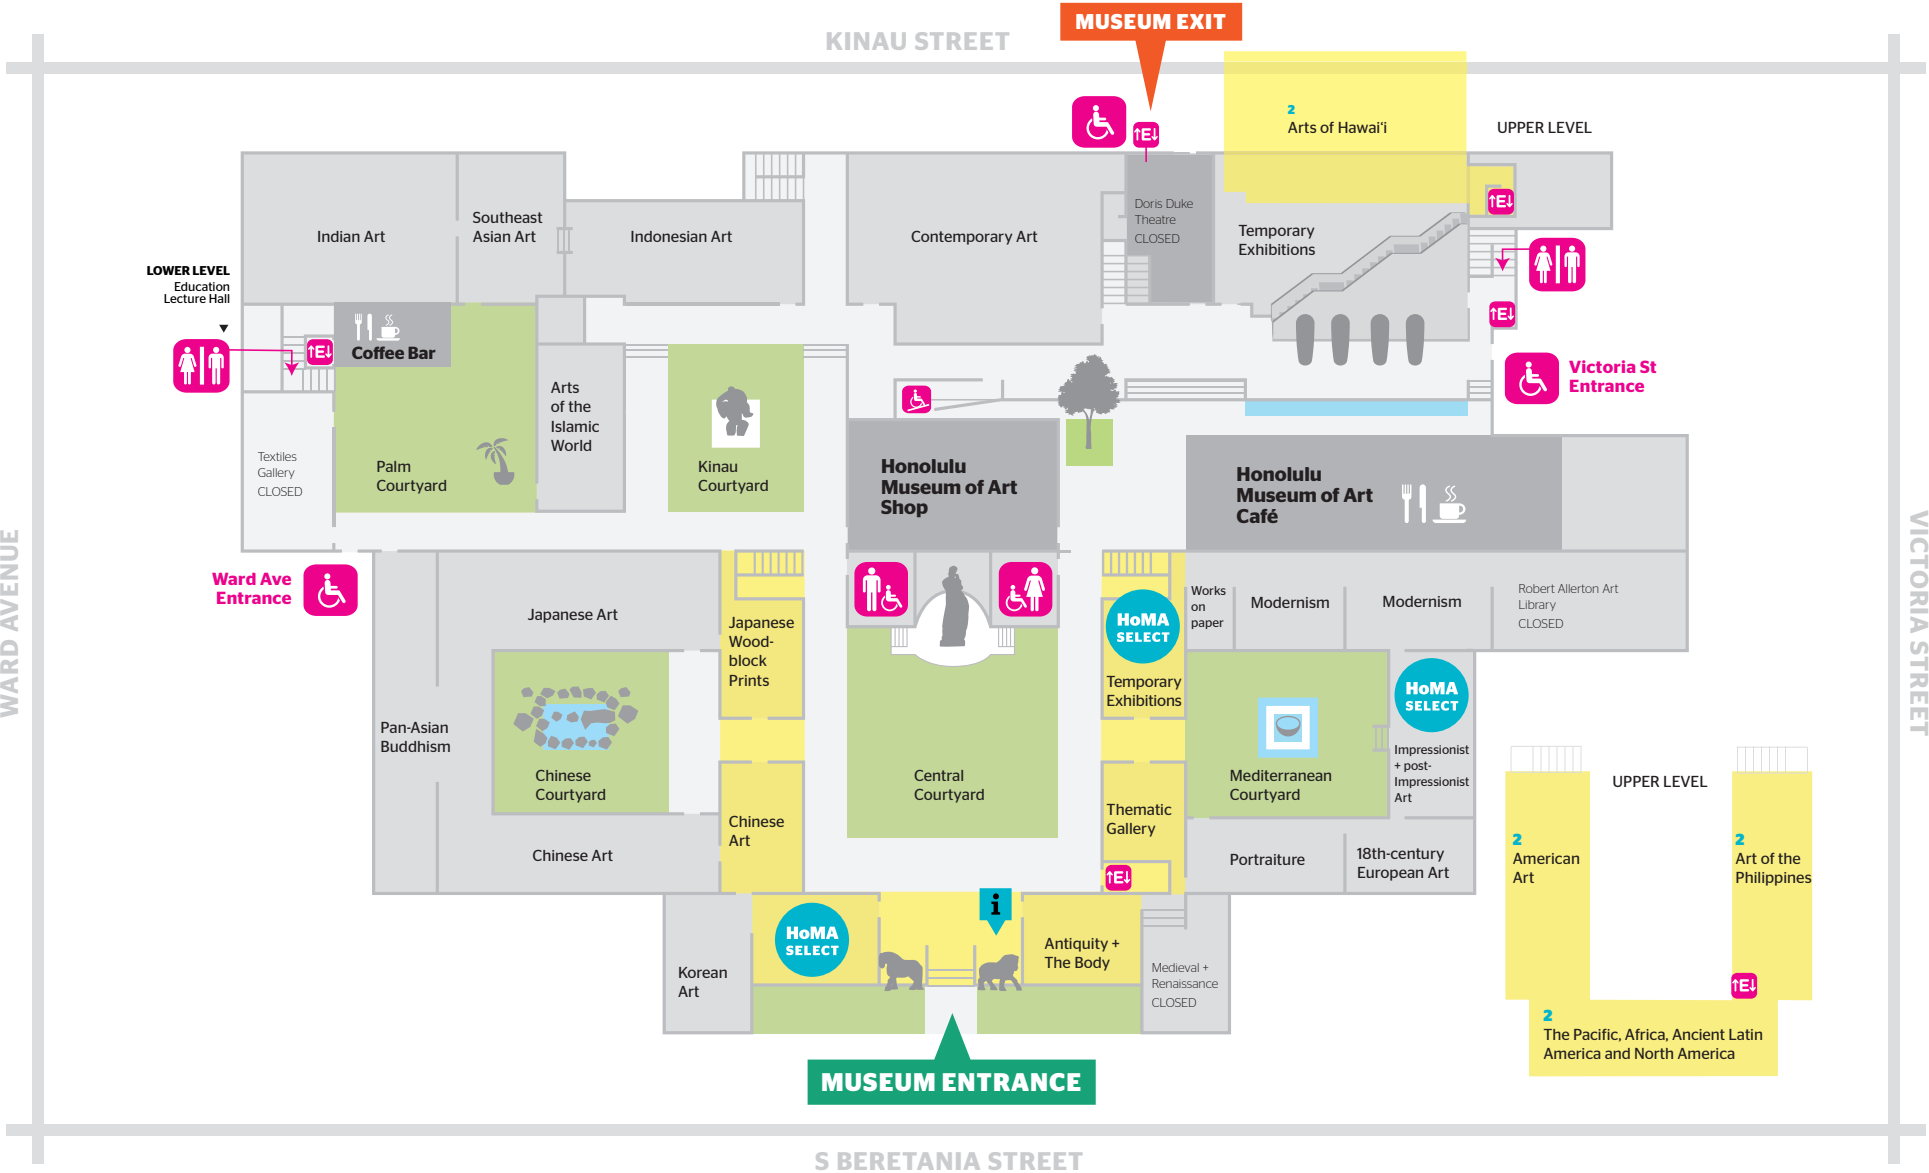 MUSEUM EXIT
KINAU STREET
2
Arts of Hawai‘i
UPPER LEVEL
↑E↓
Indian Art
Southeast
Asian Art
Indonesian Art
Contemporary Art
Doris Duke
Theatre
CLOSED
Temporary
Exhibitions
↑E↓
LOWER LEVEL
Education
Lecture Hall
↑E↓
Coffee Bar
↑E↓
Victoria St
Entrance
Arts
of the
Islamic
World
Textiles
Gallery
CLOSED
Palm
Courtyard
Kinau
Courtyard
Honolulu
Museum of Art
Shop
Honolulu
Museum of Art
Café
WARD AVENUE
VICTORIA STREET
Ward Ave
Entrance
Japanese Art
Japanese
Wood-
block
Prints
HoMA
SELECT
Temporary
Exhibitions
Works
on
paper
Modernism
Modernism
Robert Allerton Art
Library
CLOSED
HoMA
SELECT
Impressionist
+ post-
Impressionist
Art
Pan-Asian
Buddhism
Chinese
Courtyard
Central
Courtyard
Mediterranean
Courtyard
Chinese
Art
Thematic
Gallery
Chinese Art
Portraiture
18th-century
European Art
↑E↓
i
HoMA
SELECT
Antiquity +
The Body
Korean
Art
Medieval +
Renaissance
CLOSED
UPPER LEVEL
2
American
Art
2
Art of the
Philippines
↑E↓
2
The Pacific, Africa, Ancient Latin
America and North America
MUSEUM ENTRANCE
S BERETANIA STREET